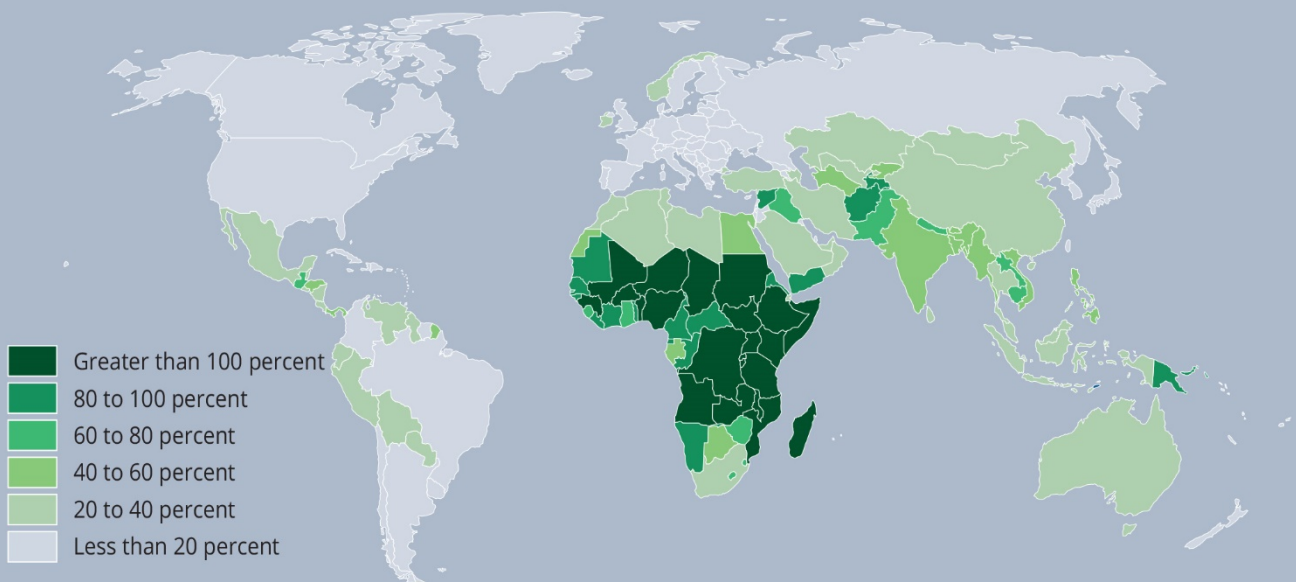 Greater than 100 percent
80 to 100 percent
60 to 80 percent
40 to 60 percent
20 to 40 percent
Less than 20 percent